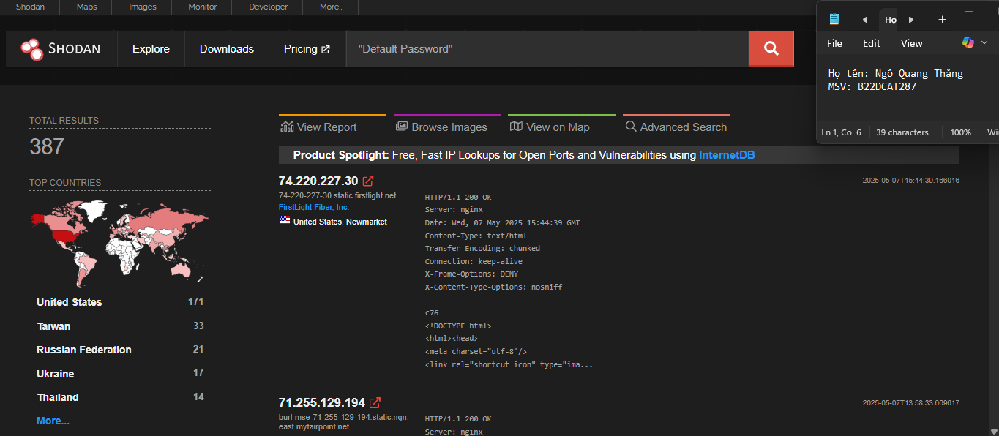 Shodan Maps Images Monitor Developer More...
SHODAN Explore Downloads Pricing "Default Password"
Họ
File Edit View
Họ tên: Ngô Quang Thắng
MSV: B22DCAT287
Ln 1, Col 6 39 characters 100% Wi
TOTAL RESULTS
387
TOP COUNTRIES
United States 171
Taiwan 33
Russian Federation 21
Ukraine 17
Thailand 14
More...
View Report Browse Images View on Map Advanced Search
Product Spotlight: Free, Fast IP Lookups for Open Ports and Vulnerabilities using InternetDB
74.220.227.30
2025-05-07T15:44:39.166016
74-220-227-30.static.firstlight.net
FirstLight Fiber, Inc.
United States, Newmarket
HTTP/1.1 200 OK
Server: nginx
Date: Wed, 07 May 2025 15:44:39 GMT
Content-Type: text/html
Transfer-Encoding: chunked
Connection: keep-alive
X-Frame-Options: DENY
X-Content-Type-Options: nosniff
c76
<!DOCTYPE html>
<html><head>
<meta charset="utf-8"/>
<link rel="shortcut icon" type="ima...
71.255.129.194
2025-05-07T13:58:33.669617
burl-mse-71-255-129-194.static.ngn.
east.myfairpoint.net
HTTP/1.1 200 OK
Server: nginx